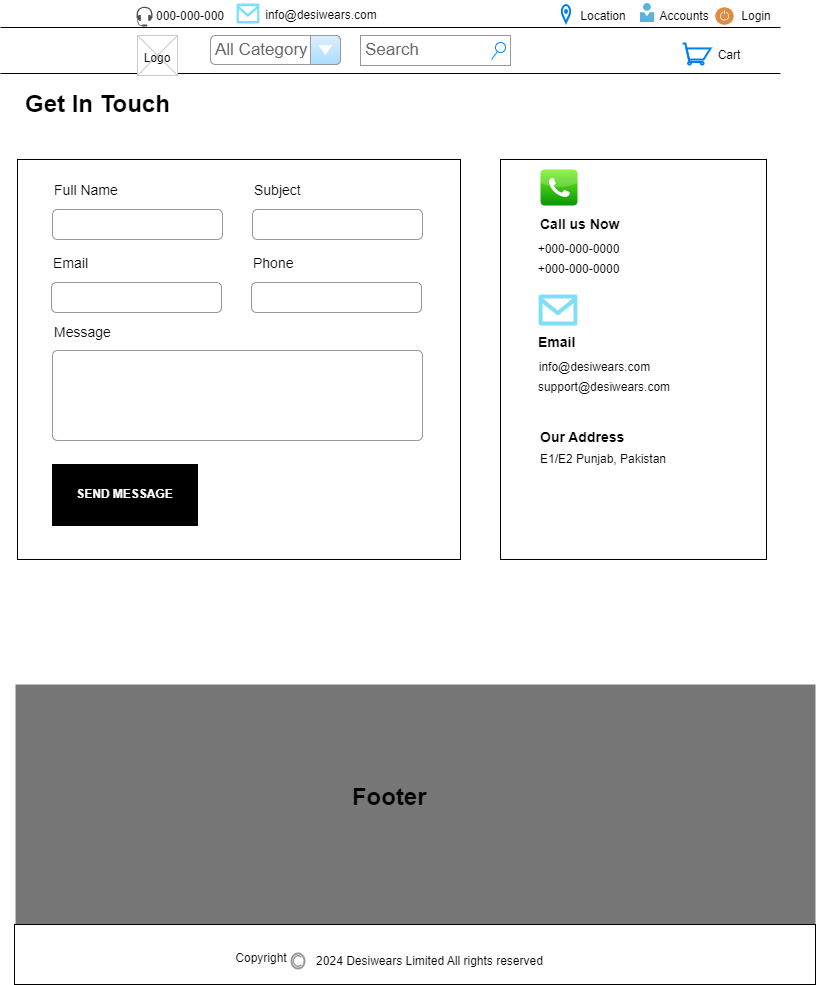 000-000-000 info@desiwears.com Location Accounts Login
Logo All Category Search Cart
Get In Touch
Full Name Subject
Email Phone
Message
SEND MESSAGE
Call us Now
+000-000-0000
+000-000-0000
Email
info@desiwears.com
support@desiwears.com
Our Address
E1/E2 Punjab, Pakistan
Footer
Copyright © 2024 Desiwears Limited All rights reserved